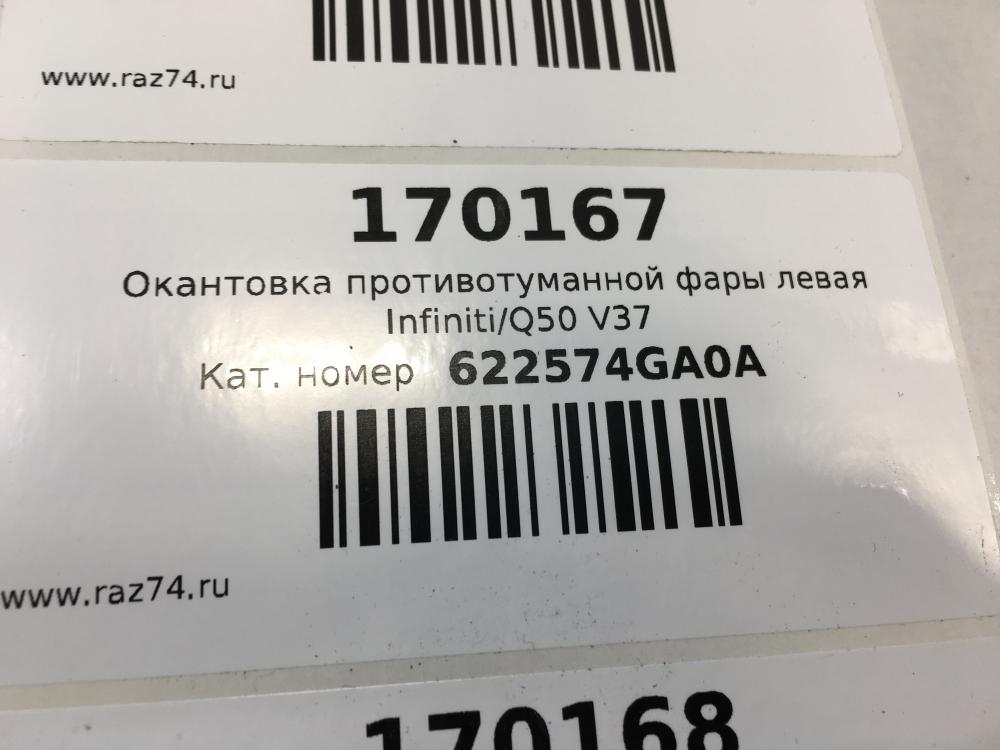 www.raz74.ru
170167
Окантовка противотуманной фары левая
Infiniti/Q50 V37
Кат. номер 622574GA0A
www.raz74.ru
170168